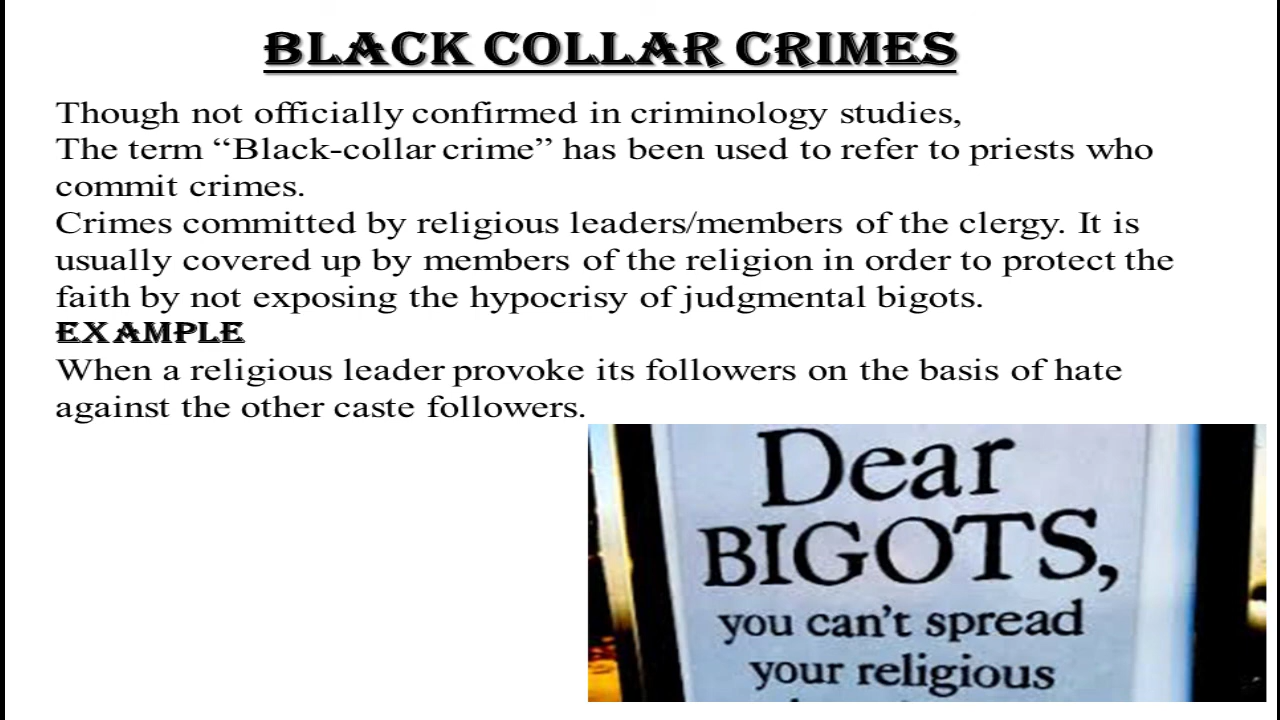 BLACK COLLAR CRIMES
Though not officially confirmed in criminology studies,
The term “Black-collar crime” has been used to refer to priests who
commit crimes.
Crimes committed by religious leaders/members of the clergy. It is
usually covered up by members of the religion in order to protect the
faith by not exposing the hypocrisy of judgmental bigots.
EXAMPLE
When a religious leader provoke its followers on the basis of hate
against the other caste followers.
Dear
BIGOTS,
you can't spread
your religious